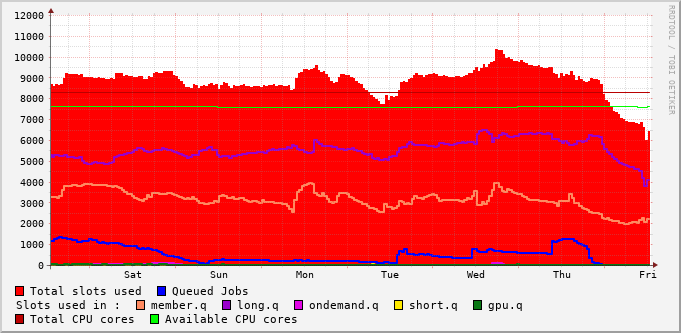 12000
11000
10000
9000
8000
7000
6000
5000
4000
3000
2000
1000
0
Sat Sun Mon Tue Wed Thu Fri
Total slots used Queued Jobs
Slots used in : member.q long.q ondemand.q short.q gpu.q
Total CPU cores Available CPU cores
RRDTOOL / TOBI OETIKER